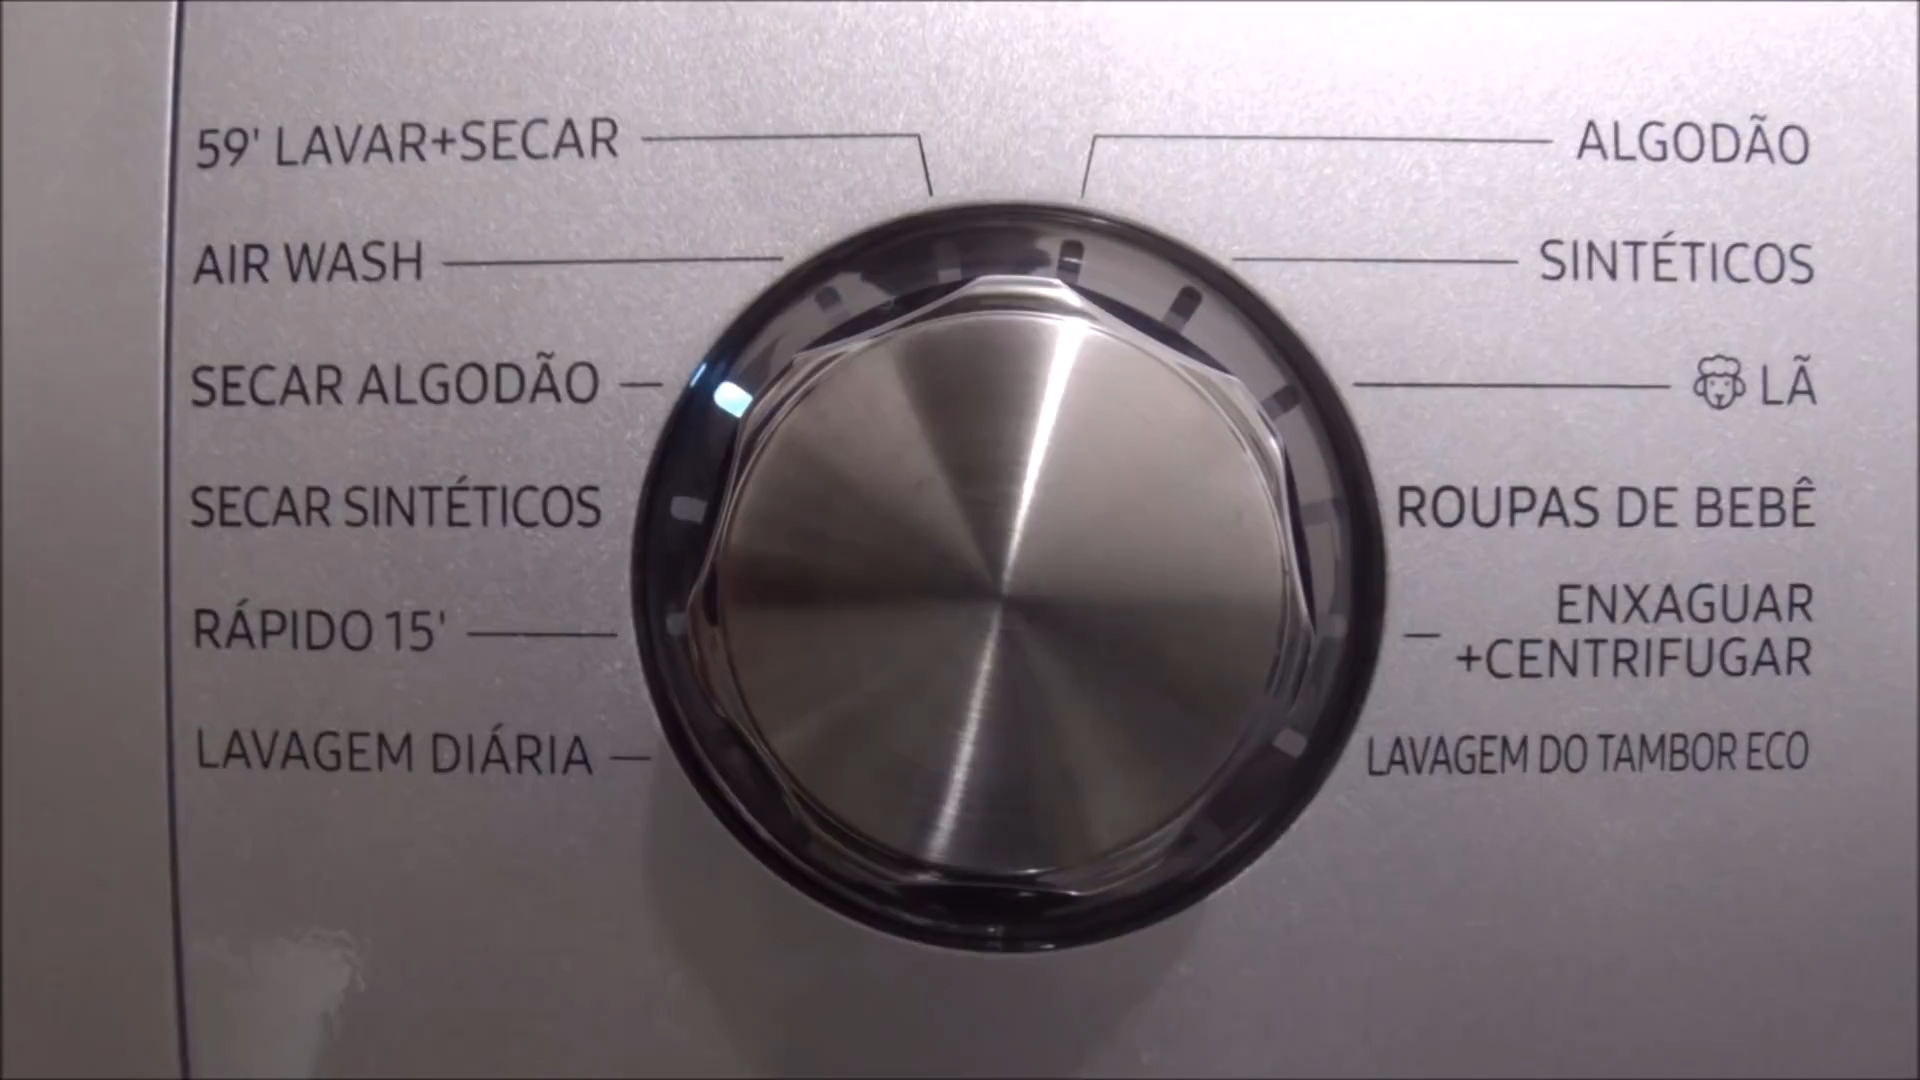 59' LAVAR+SECAR
AIR WASH
SECAR ALGODÃO
SECAR SINTÉTICOS
RÁPIDO 15'
LAVAGEM DIÁRIA
ALGODÃO
SINTÉTICOS
LÃ
ROUPAS DE BEBÊ
ENXAGUAR
+CENTRIFUGAR
LAVAGEM DO TAMBOR ECO